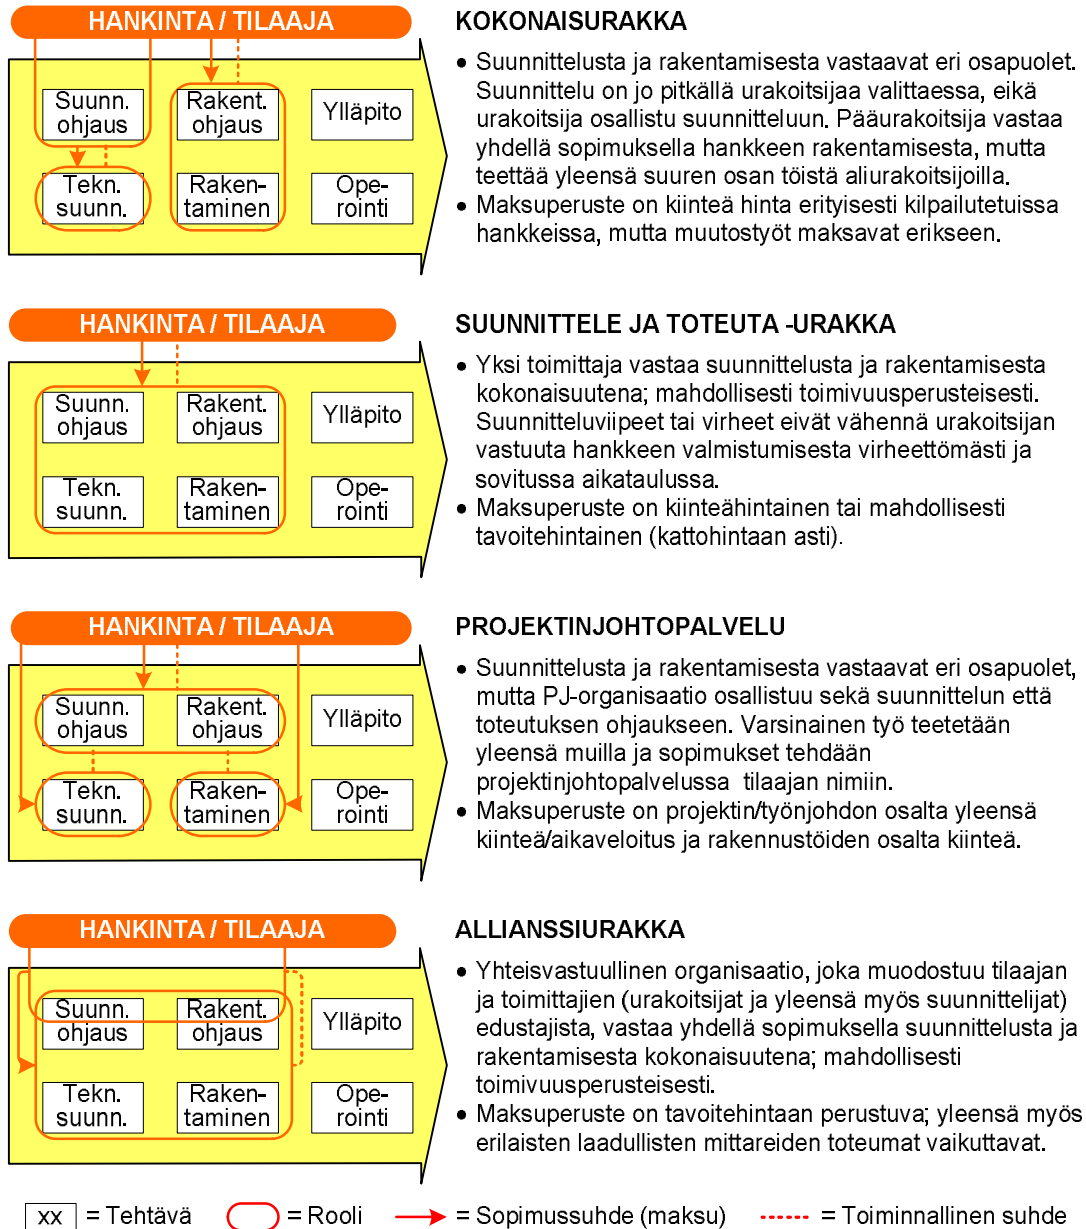 HANKINTA / TILAAJA
Suunn.
ohjaus
Rakent.
ohjaus
Ylläpito
Tekn.
suunn.
Raken-
taminen
Ope-
rointi
KOKONAISURAKKA
• Suunnittelusta ja rakentamisesta vastaavat eri osapuolet.
Suunnittelu on jo pitkällä urakoitsijaa valittaessa, eikä
urakoitsija osallistu suunnitteluun. Pääurakoitsija vastaa
yhdellä sopimuksella hankkeen rakentamisesta, mutta
teettää yleensä suuren osan töistä aliurakoitsijoilla.
• Maksuperuste on kiinteä hinta erityisesti kilpailutetuissa
hankkeissa, mutta muutostyöt maksavat erikseen.
HANKINTA / TILAAJA
Suunn.
ohjaus
Rakent.
ohjaus
Ylläpito
Tekn.
suunn.
Raken-
taminen
Ope-
rointi
SUUNNITTELE JA TOTEUTA -URAKKA
• Yksi toimittaja vastaa suunnittelusta ja rakentamisesta
kokonaisuutena; mahdollisesti toimivuusperusteisesti.
Suunnitteluviipeet tai virheet eivät vähennä urakoitsijan
vastuuta hankkeen valmistumisesta virheettömästi ja
sovitussa aikataulussa.
• Maksuperuste on kiinteähintainen tai mahdollisesti
tavoitehintainen (kattohintaan asti).
HANKINTA / TILAAJA
Suunn.
ohjaus
Rakent.
ohjaus
Ylläpito
Tekn.
suunn.
Raken-
taminen
Ope-
rointi
PROJEKTINJOHTOPALVELU
• Suunnittelusta ja rakentamisesta vastaavat eri osapuolet,
mutta PJ-organisaatio osallistuu sekä suunnittelun että
toteutuksen ohjaukseen. Varsinainen työ teetetään
yleensä muilla ja sopimukset tehdään
projektinjohtopalvelussa tilaajan nimiin.
• Maksuperuste on projektin/työnjohdon osalta yleensä
kiinteä/aikaveloitus ja rakennustöiden osalta kiinteä.
HANKINTA / TILAAJA
Suunn.
ohjaus
Rakent.
ohjaus
Ylläpito
Tekn.
suunn.
Raken-
taminen
Ope-
rointi
ALLIANSSIURAKKA
• Yhteisvastuullinen organisaatio, joka muodostuu tilaajan
ja toimittajien (urakoitsijat ja yleensä myös suunnittelijat)
edustajista, vastaa yhdellä sopimuksella suunnittelusta ja
rakentamisesta kokonaisuutena; mahdollisesti
toimivuusperusteisesti.
• Maksuperuste on tavoitehintaan perustuva; yleensä myös
erilaisten laadullisten mittareiden toteumat vaikuttavat.
xx = Tehtävä = Rooli = Sopimussuhde (maksu) = Toiminnallinen suhde